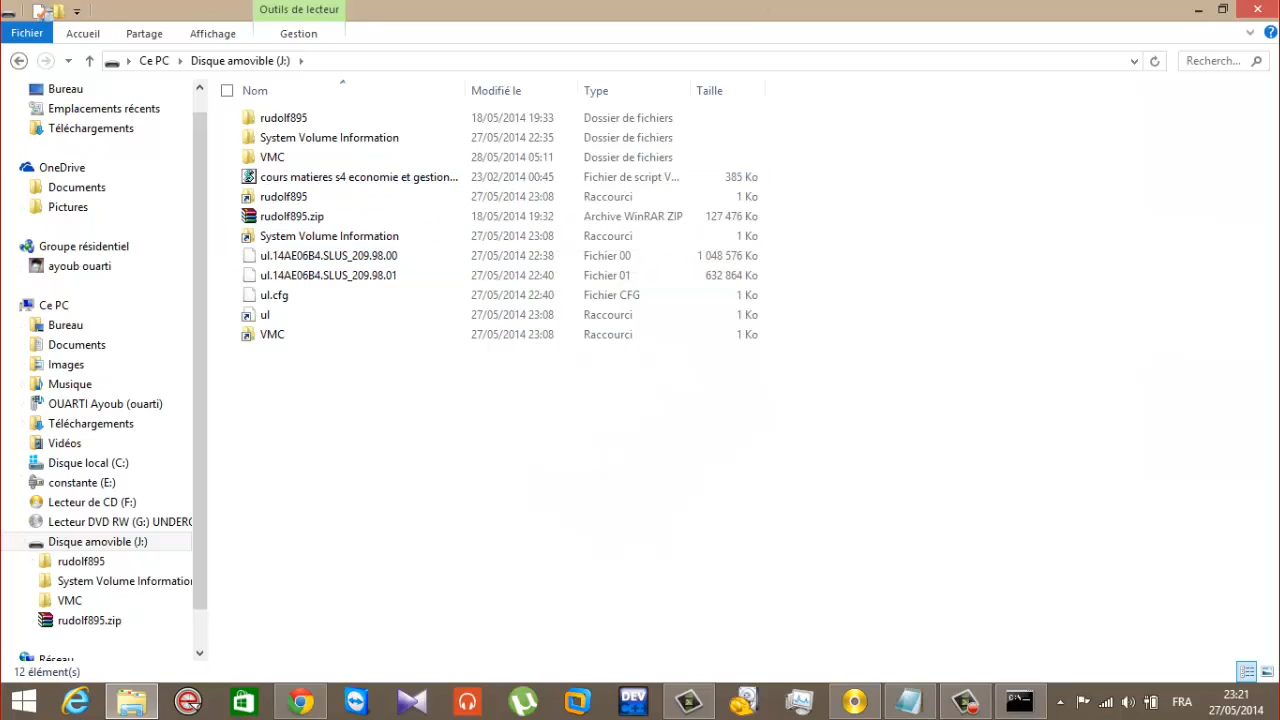 Outils de lecteur
Fichier Accueil Partage Affichage Gestion
Ce PC Disque amovible (J:) Recherch...
Nom Modifié le Type Taille
rudolf895 18/05/2014 19:33 Dossier de fichiers
System Volume Information 27/05/2014 22:35 Dossier de fichiers
VMC 28/05/2014 05:11 Dossier de fichiers
cours matieres s4 economie et gestion... 23/02/2014 00:45 Fichier de script V... 385 Ko
rudolf895 27/05/2014 23:08 Raccourci 1 Ko
rudolf895.zip 18/05/2014 19:32 Archive WinRAR ZIP 127 476 Ko
System Volume Information 27/05/2014 23:08 Raccourci 1 Ko
ul.14AE06B4.SLUS_209.98.00 27/05/2014 22:38 Fichier 00 1 048 576 Ko
ul.14AE06B4.SLUS_209.98.01 27/05/2014 22:40 Fichier 01 632 864 Ko
ul.cfg 27/05/2014 22:40 Fichier CFG 1 Ko
ul 27/05/2014 23:08 Raccourci 1 Ko
VMC 27/05/2014 23:08 Raccourci 1 Ko
Bureau
Emplacements récents
Téléchargements
OneDrive
Documents
Pictures
Groupe résidentiel
ayoub ouarti
Ce PC
Bureau
Documents
Images
Musique
OUARTI Ayoub (ouarti)
Téléchargements
Vidéos
Disque local (C:)
constante (E:)
Lecteur de CD (F:)
Lecteur DVD RW (G:) UNDERC
Disque amovible (J:)
rudolf895
System Volume Information
VMC
rudolf895.zip
Réseau
12 élément(s)
DEV
FRA
23:21
27/05/2014